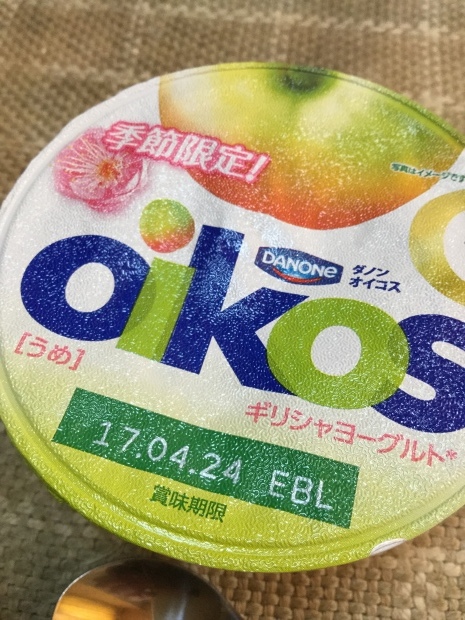 季節限定!
写真はイメージです
oikos
DANONE
ダノン
オイコス
[うめ]
ギリシャヨーグルト*
17.04.24 EBL
賞味期限